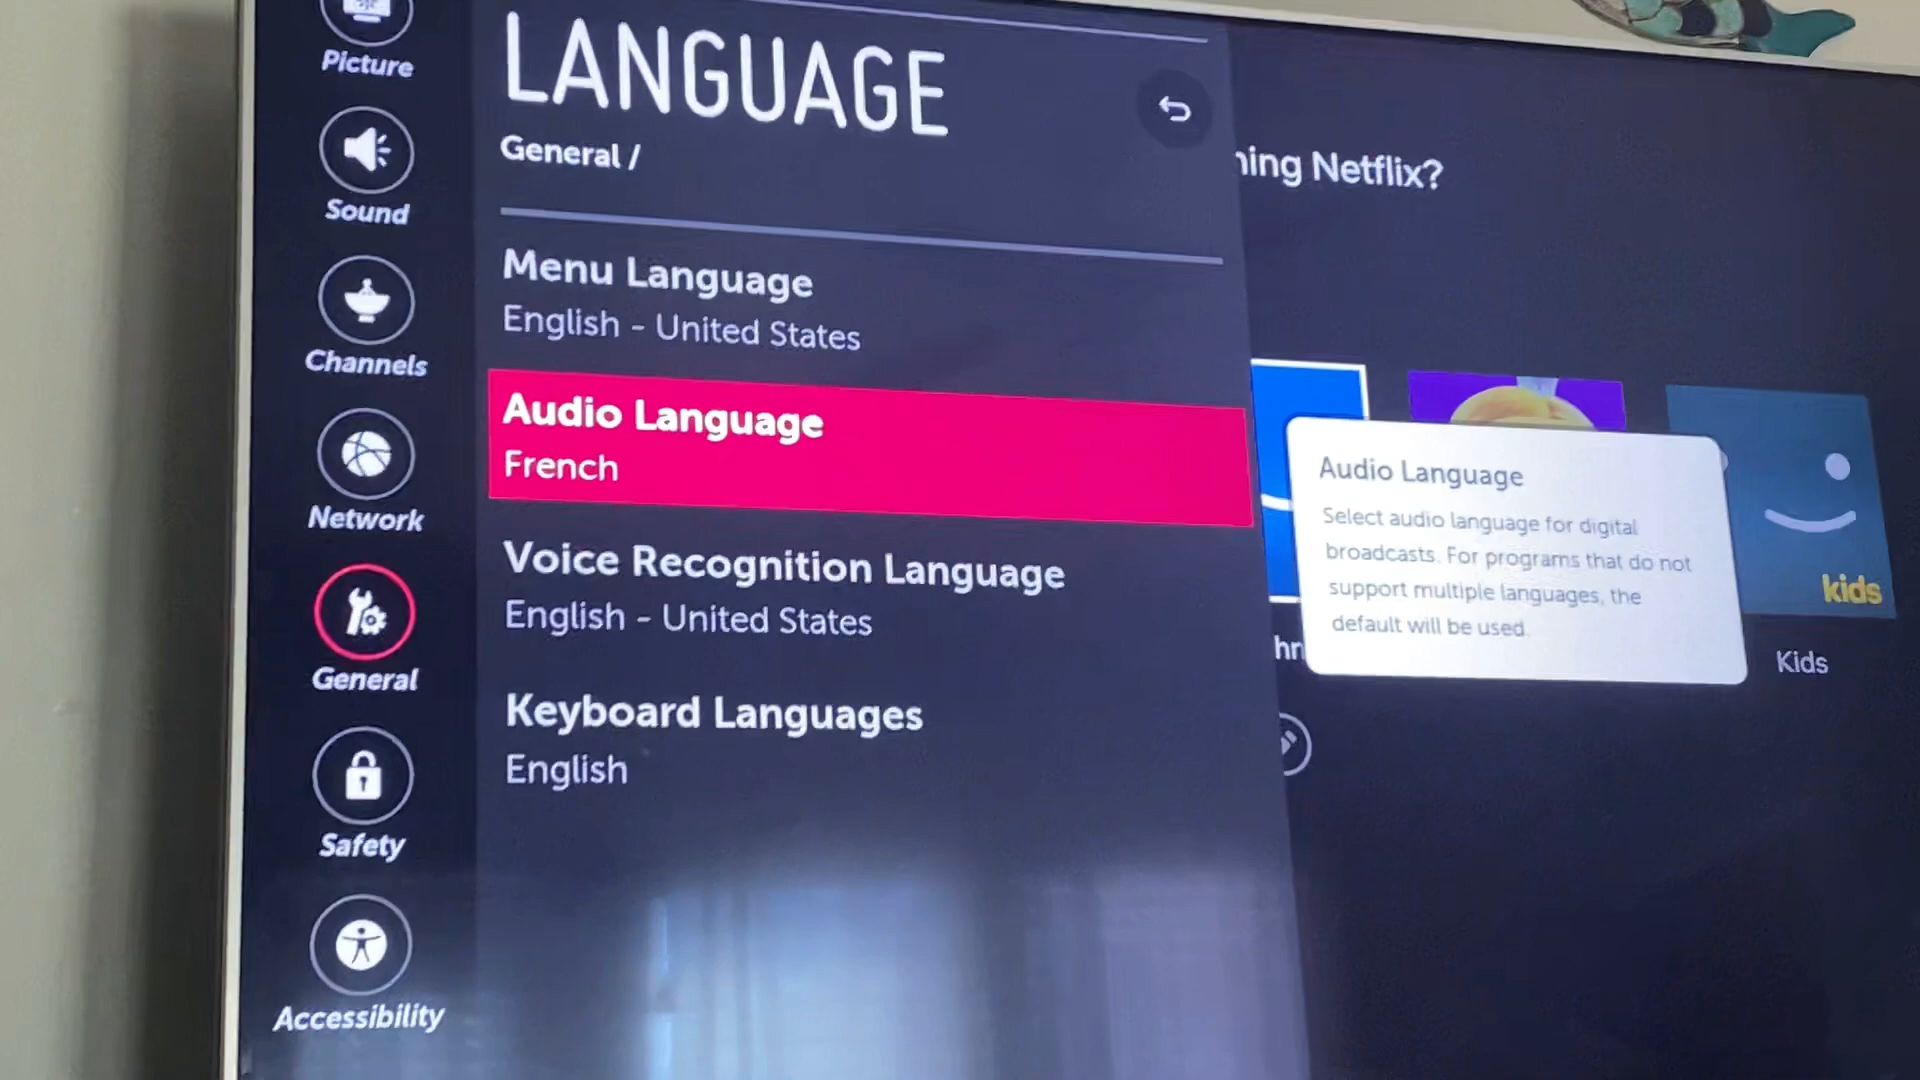 Picture
Sound
Channels
Network
General
Safety
Accessibility
LANGUAGE
General /
Menu Language
English - United States
Audio Language
French
Voice Recognition Language
English - United States
Keyboard Languages
English
hing Netflix?
Audio Language
Select audio language for digital
broadcasts. For programs that do not
support multiple languages, the
default will be used.
kids
Kids